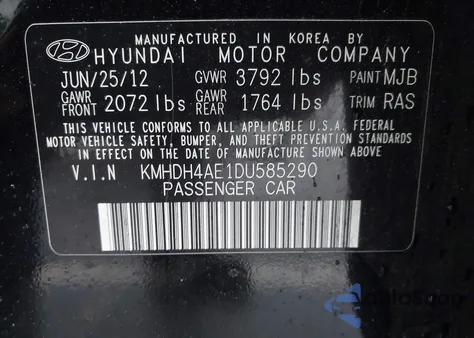 MANUFACTURED IN KOREA BY
HYUNDAI MOTOR COMPANY
JUN/25/12 GVWR 3792 lbs PAINT MJB
GAWR FRONT 2072 lbs GAWR REAR 1764 lbs TRIM RAS
THIS VEHICLE CONFORMS TO ALL APPLICABLE U.S.A. FEDERAL
MOTOR VEHICLE SAFETY, BUMPER, AND THEFT PREVENTION STANDARDS
IN EFFECT ON THE DATE OF MANUFACTURE SHOWN ABOVE.
V.I.N KMHDH4AE1DU585290
PASSENGER CAR